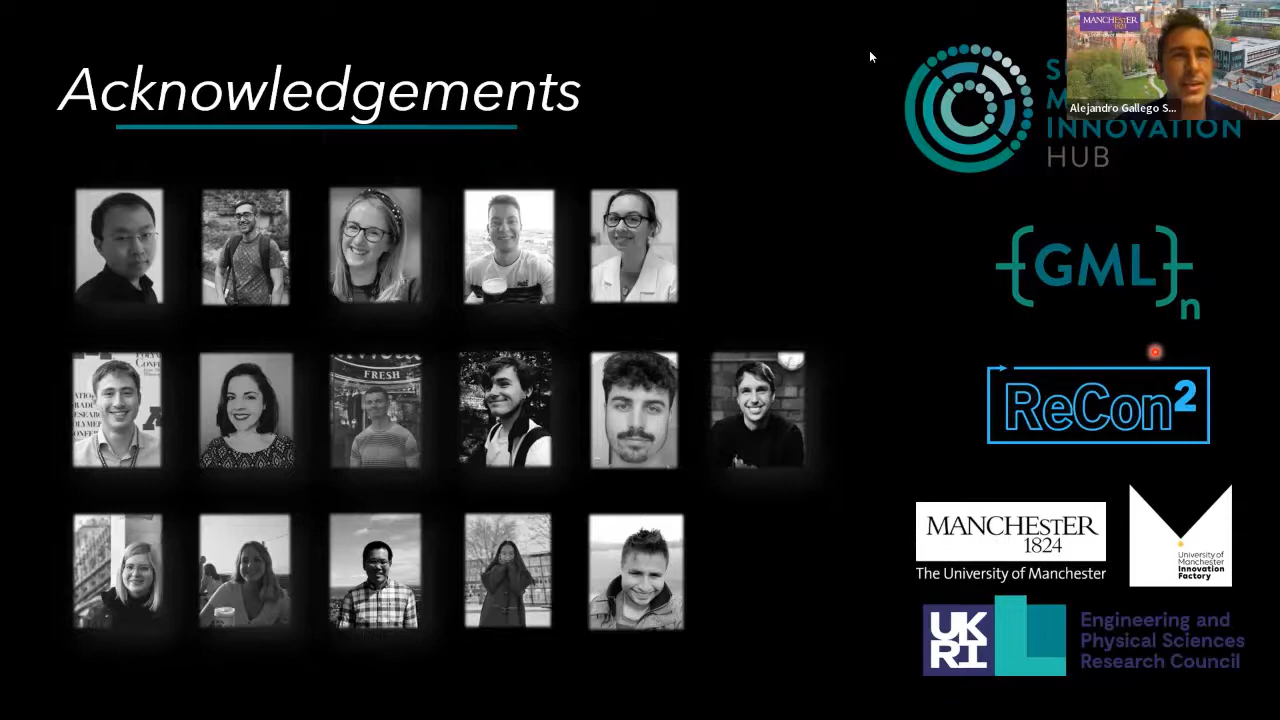 Acknowledgements
MANCHESTER
1824
Alejandro Gallego S...
INNOVATION
HUB
{GML}n
ReCon²
FRESH
MANCHESTER
1824
The University of Manchester
University of
Manchester
Innovation
Factory
UK
RI
Engineering and
Physical Sciences
Research Council